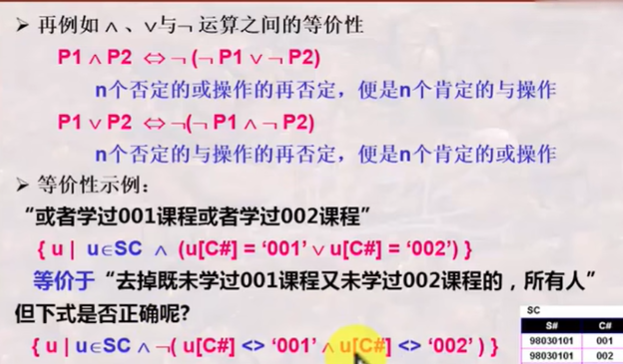 ➢ 再例如 ∧ 、∨与¬ 运算之间的等价性
P1 ∧ P2 ⇔ ¬ (¬ P1 ∨ ¬ P2)
n个否定的或操作的再否定，便是n个肯定的与操作
P1 ∨ P2 ⇔ ¬(¬ P1 ∧ ¬ P2)
n个否定的与操作的再否定，便是n个肯定的或操作
➢ 等价性示例：
“或者学过001课程或者学过002课程”
{ u | u∈SC ∧ (u[C#] = ‘001’ ∨ u[C#] = ‘002’) }
等价于“去掉既未学过001课程又未学过002课程的，所有人”
但下式是否正确呢?
{ u | u∈SC ∧ ¬( u[C#] <> ‘001’ ∧ u[C#] <> ‘002’ ) }
SC
S# C#
98030101 001
98030101 002